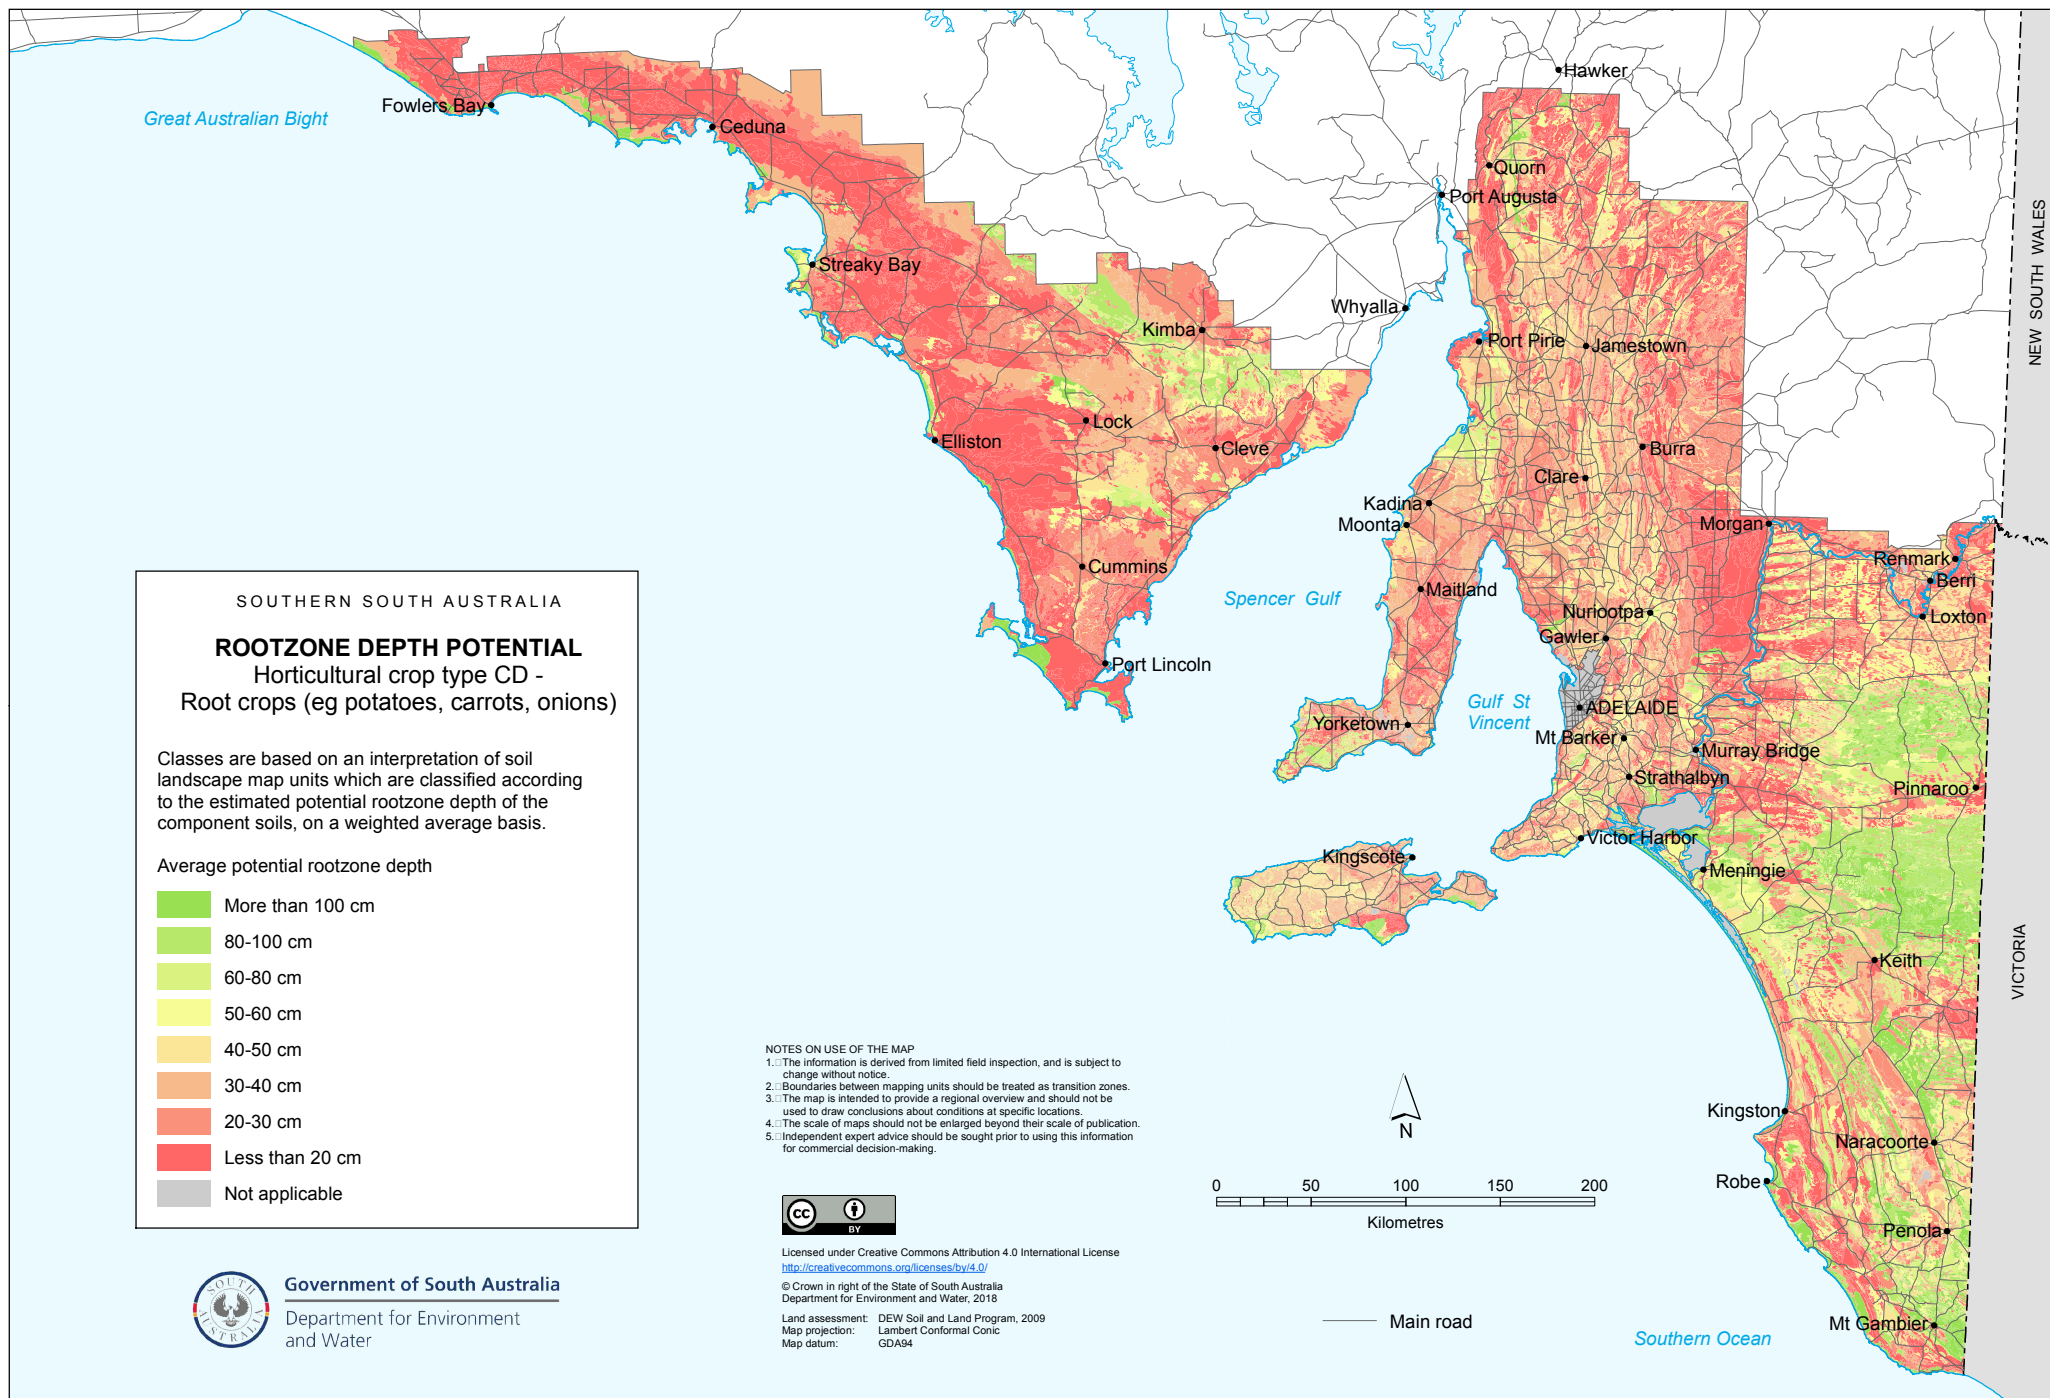 Hawker
Great Australian Bight
Fowlers Bay
Ceduna
Quorn
Port Augusta
NEW SOUTH WALES
Streaky Bay
Whyalla
Kimba
Port Pirie
Jamestown
Lock
Elliston
Cleve
Burra
Clare
Kadina
Moonta
Morgan
Renmark
Berri
Cummins
Maitland
Spencer Gulf
Nuriootpa
Loxton
Gawler
Port Lincoln
Gulf St
Vincent
ADELAIDE
Yorketown
Mt Barker
Murray Bridge
Strathalbyn
Pinnaroo
Victor Harbor
Kingscote
Meningie
Keith
VICTORIA
Kingston
Naracoorte
Robe
Penola
Mt Gambier
Southern Ocean
SOUTHERN SOUTH AUSTRALIA
ROOTZONE DEPTH POTENTIAL
Horticultural crop type CD -
Root crops (eg potatoes, carrots, onions)
Classes are based on an interpretation of soil
landscape map units which are classified according
to the estimated potential rootzone depth of the
component soils, on a weighted average basis.
Average potential rootzone depth
More than 100 cm
80-100 cm
60-80 cm
50-60 cm
40-50 cm
30-40 cm
20-30 cm
Less than 20 cm
Not applicable
SOUTH AUSTRALIA
Government of South Australia
Department for Environment
and Water
NOTES ON USE OF THE MAP
1. The information is derived from limited field inspection, and is subject to
change without notice.
2. Boundaries between mapping units should be treated as transition zones.
3. The map is intended to provide a regional overview and should not be
used to draw conclusions about conditions at specific locations.
4. The scale of maps should not be enlarged beyond their scale of publication.
5. Independent expert advice should be sought prior to using this information
for commercial decision-making.
cc
BY
Licensed under Creative Commons Attribution 4.0 International License
http://creativecommons.org/licenses/by/4.0/
© Crown in right of the State of South Australia
Department for Environment and Water, 2018
Land assessment: DEW Soil and Land Program, 2009
Map projection: Lambert Conformal Conic
Map datum: GDA94
N
0 50 100 150 200
Kilometres
Main road